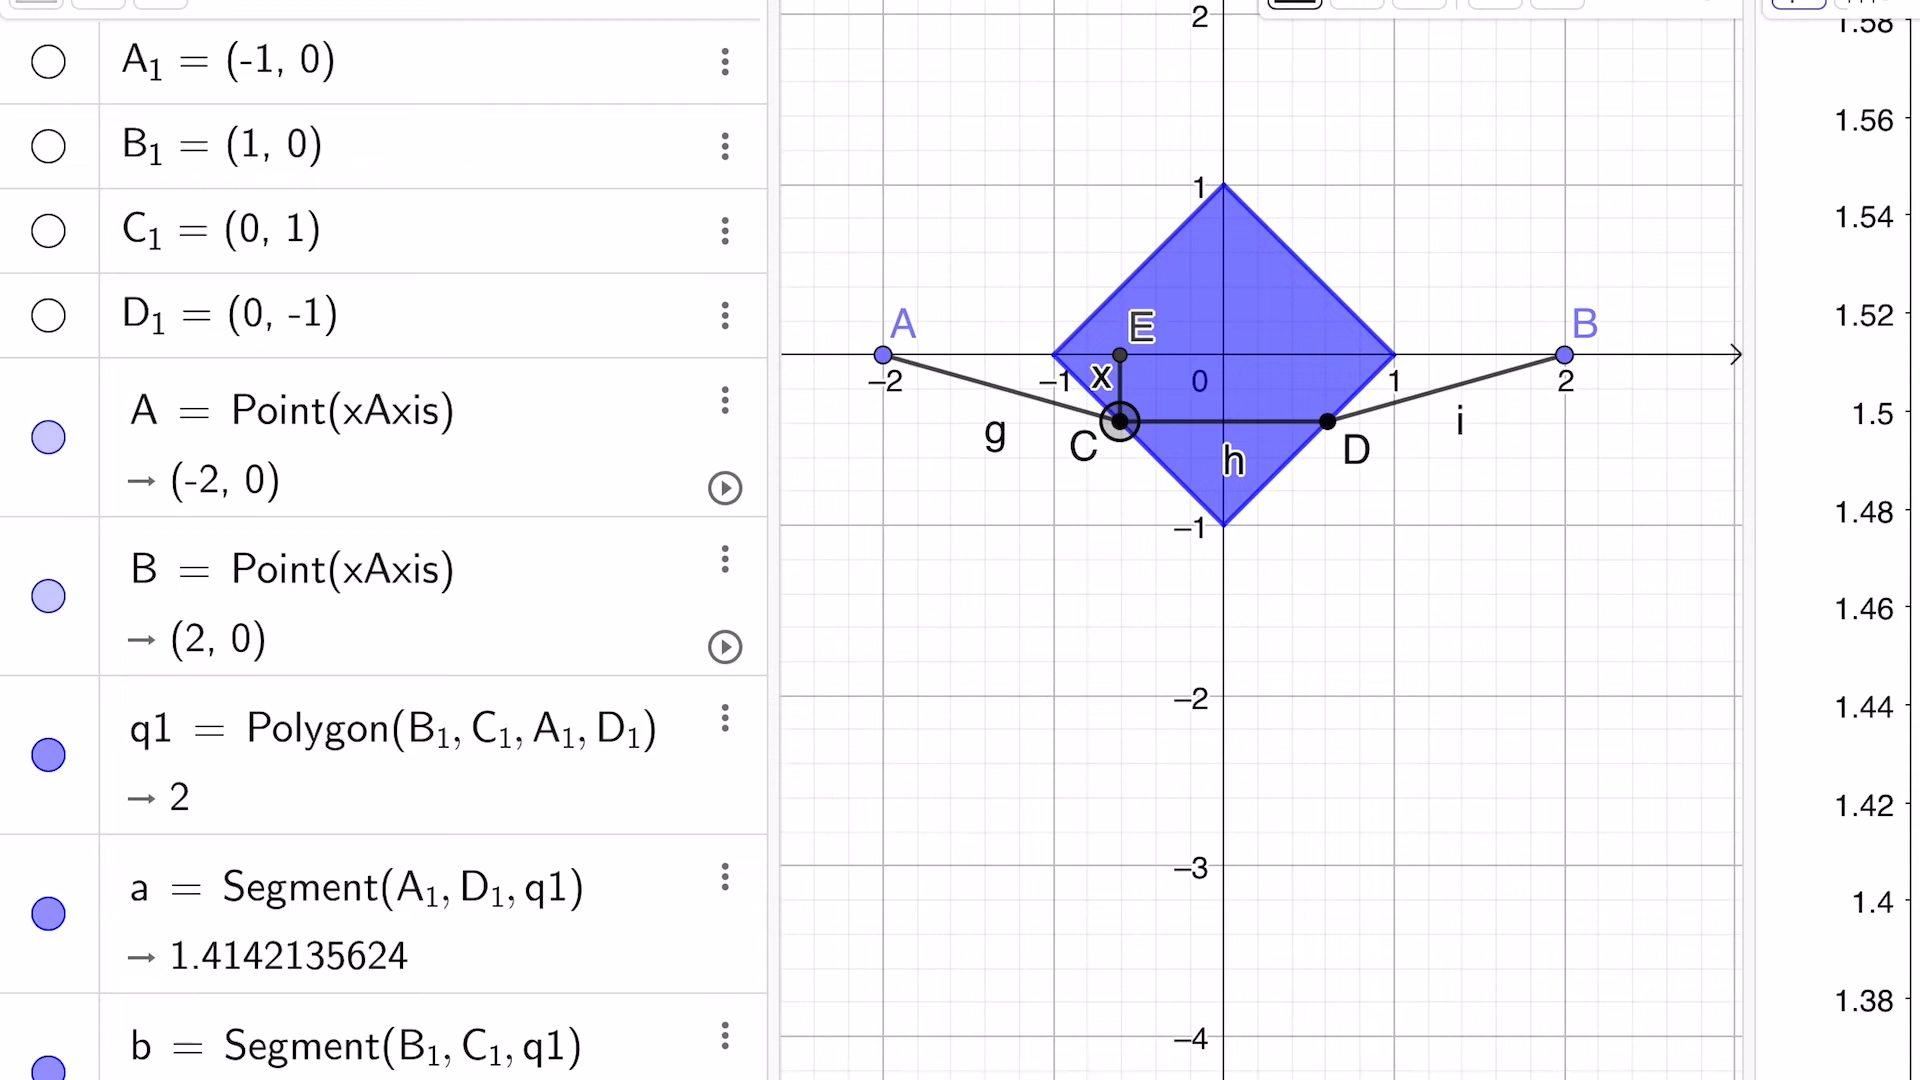 A₁ = (-1, 0)
B₁ = (1, 0)
C₁ = (0, 1)
D₁ = (0, -1)
A = Point(xAxis)
→ (-2, 0)
B = Point(xAxis)
→ (2, 0)
q1 = Polygon(B₁, C₁, A₁, D₁)
→ 2
a = Segment(A₁, D₁, q1)
→ 1.4142135624
b = Segment(B₁, C₁, q1)
2
1
A
E
B
–2
–1
x
0
1
2
g
C
h
D
i
–1
–2
–3
–4
1.58
1.56
1.54
1.52
1.5
1.48
1.46
1.44
1.42
1.4
1.38